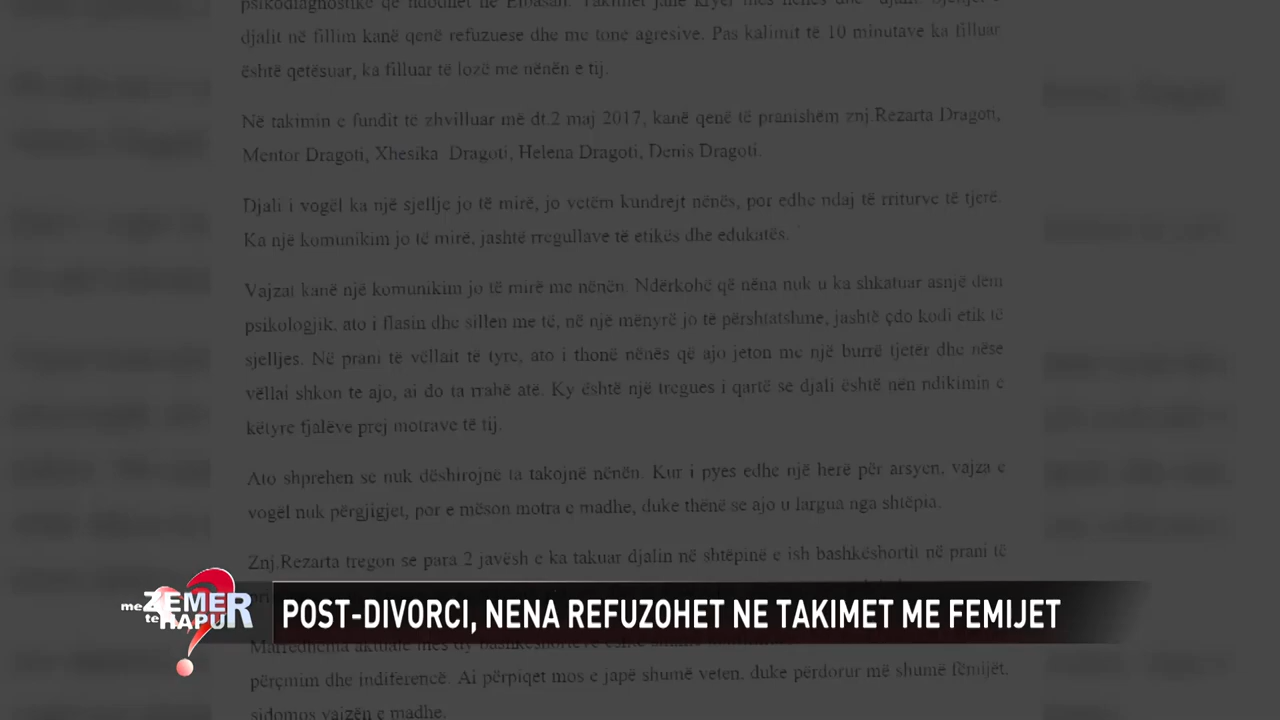 psikodiagnostike që ndodhet në Elbasan. Takimet janë kryer mes nënës dhe djalit.
djalit në fillim kanë qenë refuzuese dhe me tone agresive. Pas kalimit të 10 minutave ka filluar
është qetësuar, ka filluar të lozë me nënën e tij.
Në takimin e fundit të zhvilluar më dt.2 maj 2017, kanë qenë të pranishëm znj.Rezarta Dragoti,
Mentor Dragoti, Xhesika Dragoti, Helena Dragoti, Denis Dragoti.
Djali i vogël ka një sjellje jo të mirë, jo vetëm kundrejt nënës, por edhe ndaj të rriturve të tjerë.
Ka një komunikim jo të mirë, jashtë rregullave të etikës dhe edukatës.
Vajzat kanë një komunikim jo të mirë me nënën. Ndërkohë që nëna nuk u ka shkatuar asnjë dëm
psikologjik, ato i flasin dhe sillen me të, në një mënyrë jo të përshtatshme, jashtë çdo kodi etik të
sjelljes. Në prani të vëllait të tyre, ato i thonë nënës që ajo jeton me një burrë tjetër dhe nëse
vëllai shkon te ajo, ai do ta rrahë atë. Ky është një tregues i qartë se djali është nën ndikimin e
këtyre fjalëve prej motrave të tij.
Ato shprehen se nuk dëshirojnë ta takojnë nënën. Kur i pyes edhe një herë për arsyen, vajza e
vogël nuk përgjigjet, por e mëson motra e madhe, duke thënë se ajo u largua nga shtëpia.
Znj.Rezarta tregon se para 2 javësh e ka takuar djalin në shtëpinë e ish bashkëshortit në prani të
me ZEMER
te HAPUR
POST-DIVORCI, NENA REFUZOHET NE TAKIMET ME FEMIJET
Marrëdhënia aktuale mes dy bashkëshortëve është
përçmim dhe indiferencë. Ai përpiqet mos e japë shumë veten, duke përdorur më shumë fëmijët,
sidomos vajzën e madhe.